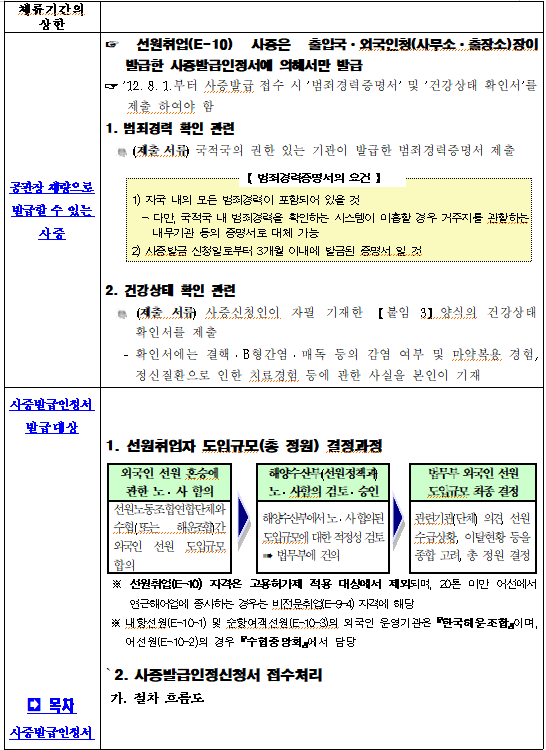 체류기간의
상한
공관장 재량으로
발급할 수 있는
사증
☞ 선원취업(E-10) 사증은 출입국·외국인청(사무소·출장소)장이
발급한 사증발급인정서에 의해서만 발급
☞ '12. 8. 1.부터 사증발급 접수 시 '범죄경력증명서' 및 '건강상태 확인서'를
제출 하여야 함
1. 범죄경력 확인 관련
(제출 서류) 국적국의 권한 있는 기관이 발급한 범죄경력증명서 제출
【 범죄경력증명서의 요건 】
1) 자국 내의 모든 범죄경력이 포함되어 있을 것
- 다만, 국적국 내 범죄경력을 확인하는 시스템이 미흡할 경우 거주지를 관할하는
내무기관 등의 증명서로 대체 가능
2) 사증발급 신청일로부터 3개월 이내에 발급된 증명서 일 것
2. 건강상태 확인 관련
(제출 서류) 사증신청인이 자필 기재한 【붙임 3】양식의 건강상태
확인서를 제출
- 확인서에는 결핵·B형간염·매독 등의 감염 여부 및 마약복용 경험,
정신질환으로 인한 치료경험 등에 관한 사실을 본인이 기재
사증발급인정서
발급대상
1. 선원취업자 도입규모(총 정원) 결정과정
외국인 선원 혼승에
관한 노·사 합의
선원노동조합연합단체와
수협(또는 해운조합)간
외국인 선원 도입규모
합의
해양수산부(선원정책과)
노·사합의 검토·승인
해양수산부에서 노·사 합의된
도입규모에 대한 적정성 검토
➠ 법무부에 건의
법무부 외국인 선원
도입규모 최종 결정
관련기관(단체) 의견, 선원
수급상황, 이탈현황 등을
종합 고려, 총 정원 결정
※ 선원취업(E-10) 자격은 고용허가제 적용 대상에서 제외되며, 20톤 미만 어선에서
연근해어업에 종사하는 경우는 비전문취업(E-9-4) 자격에 해당
※ 내항선원(E-10-1) 및 순항여객선원(E-10-3)의 외국인 운영기관은 『한국해운조합』이며,
어선원(E-10-2)의 경우 『수협중앙회』에서 담당
`2. 사증발급인정신청서 접수처리
가. 절차 흐름도
➲ 목차
사증발급인정서